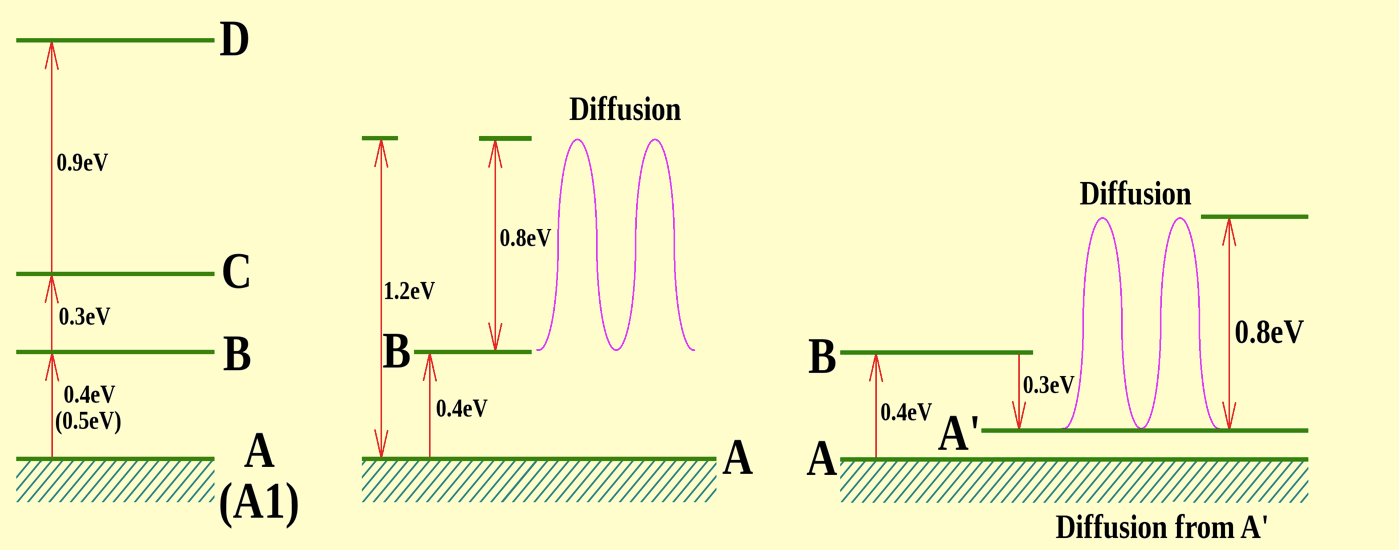 D
0.9eV
C
0.3eV
B
0.4eV
(0.5eV)
A
(A1)
Diffusion
0.8eV
1.2eV
B
0.4eV
A
Diffusion
0.8eV
B
0.3eV
0.4eV
A'
A
Diffusion from A'